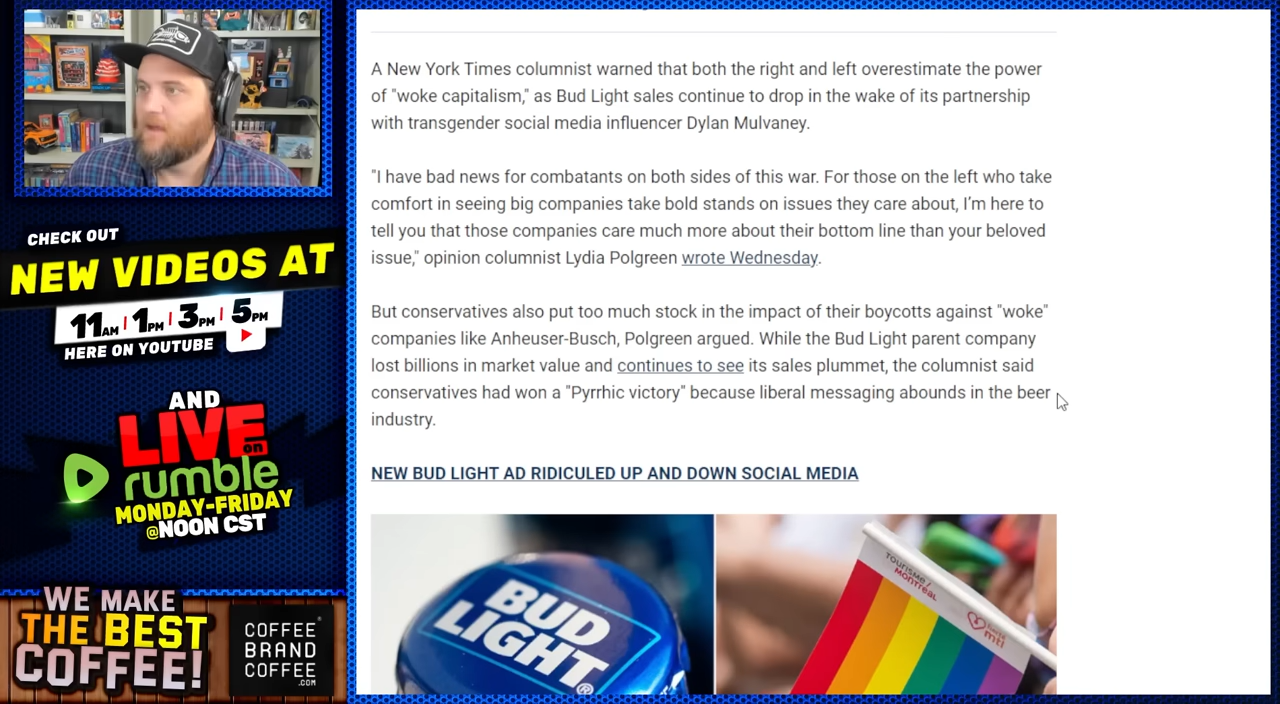 CHECK OUT
NEW VIDEOS AT
11AM | 1PM | 3PM | 5PM
HERE ON YOUTUBE
AND
LIVE on
rumble
MONDAY-FRIDAY
@NOON CST
WE MAKE
THE BEST
COFFEE!
COFFEE
BRAND
COFFEE
.COM
A New York Times columnist warned that both the right and left overestimate the power
of "woke capitalism," as Bud Light sales continue to drop in the wake of its partnership
with transgender social media influencer Dylan Mulvaney.
"I have bad news for combatants on both sides of this war. For those on the left who take
comfort in seeing big companies take bold stands on issues they care about, I’m here to
tell you that those companies care much more about their bottom line than your beloved
issue," opinion columnist Lydia Polgreen wrote Wednesday.
But conservatives also put too much stock in the impact of their boycotts against "woke"
companies like Anheuser-Busch, Polgreen argued. While the Bud Light parent company
lost billions in market value and continues to see its sales plummet, the columnist said
conservatives had won a "Pyrrhic victory" because liberal messaging abounds in the beer
industry.
NEW BUD LIGHT AD RIDICULED UP AND DOWN SOCIAL MEDIA
BUD
LIGHT®
TOURISME /
MONTRÉAL
mtl